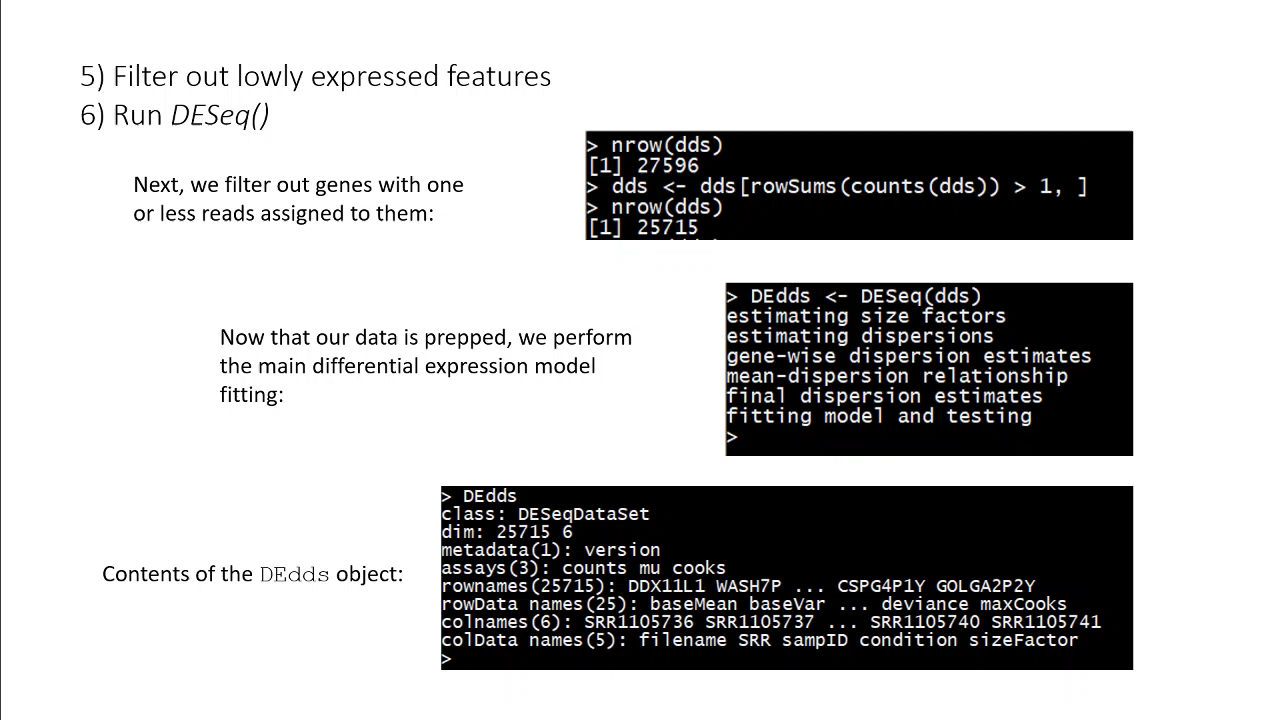 5) Filter out lowly expressed features
6) Run DESeq()
Next, we filter out genes with one
or less reads assigned to them:
> nrow(dds)
[1] 27596
> dds <- dds[rowSums(counts(dds)) > 1, ]
> nrow(dds)
[1] 25715
Now that our data is prepped, we perform
the main differential expression model
fitting:
> DEdds <- DESeq(dds)
estimating size factors
estimating dispersions
gene-wise dispersion estimates
mean-dispersion relationship
final dispersion estimates
fitting model and testing
>
Contents of the DEdds object:
> DEdds
class: DESeqDataSet
dim: 25715 6
metadata(1): version
assays(3): counts mu cooks
rownames(25715): DDX11L1 WASH7P ... CSPG4P1Y GOLGA2P2Y
rowData names(25): baseMean baseVar ... deviance maxCooks
colnames(6): SRR1105736 SRR1105737 ... SRR1105740 SRR1105741
colData names(5): filename SRR sampID condition sizeFactor
>